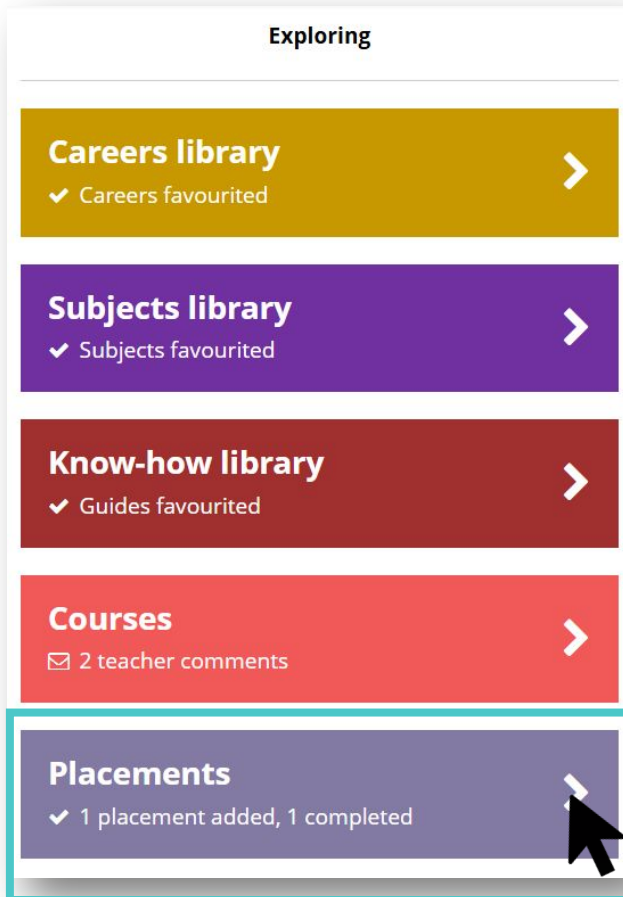 Exploring
Careers library
Careers favourited
Subjects library
Subjects favourited
Know-how library
Guides favourited
Courses
2 teacher comments
Placements
1 placement added, 1 completed